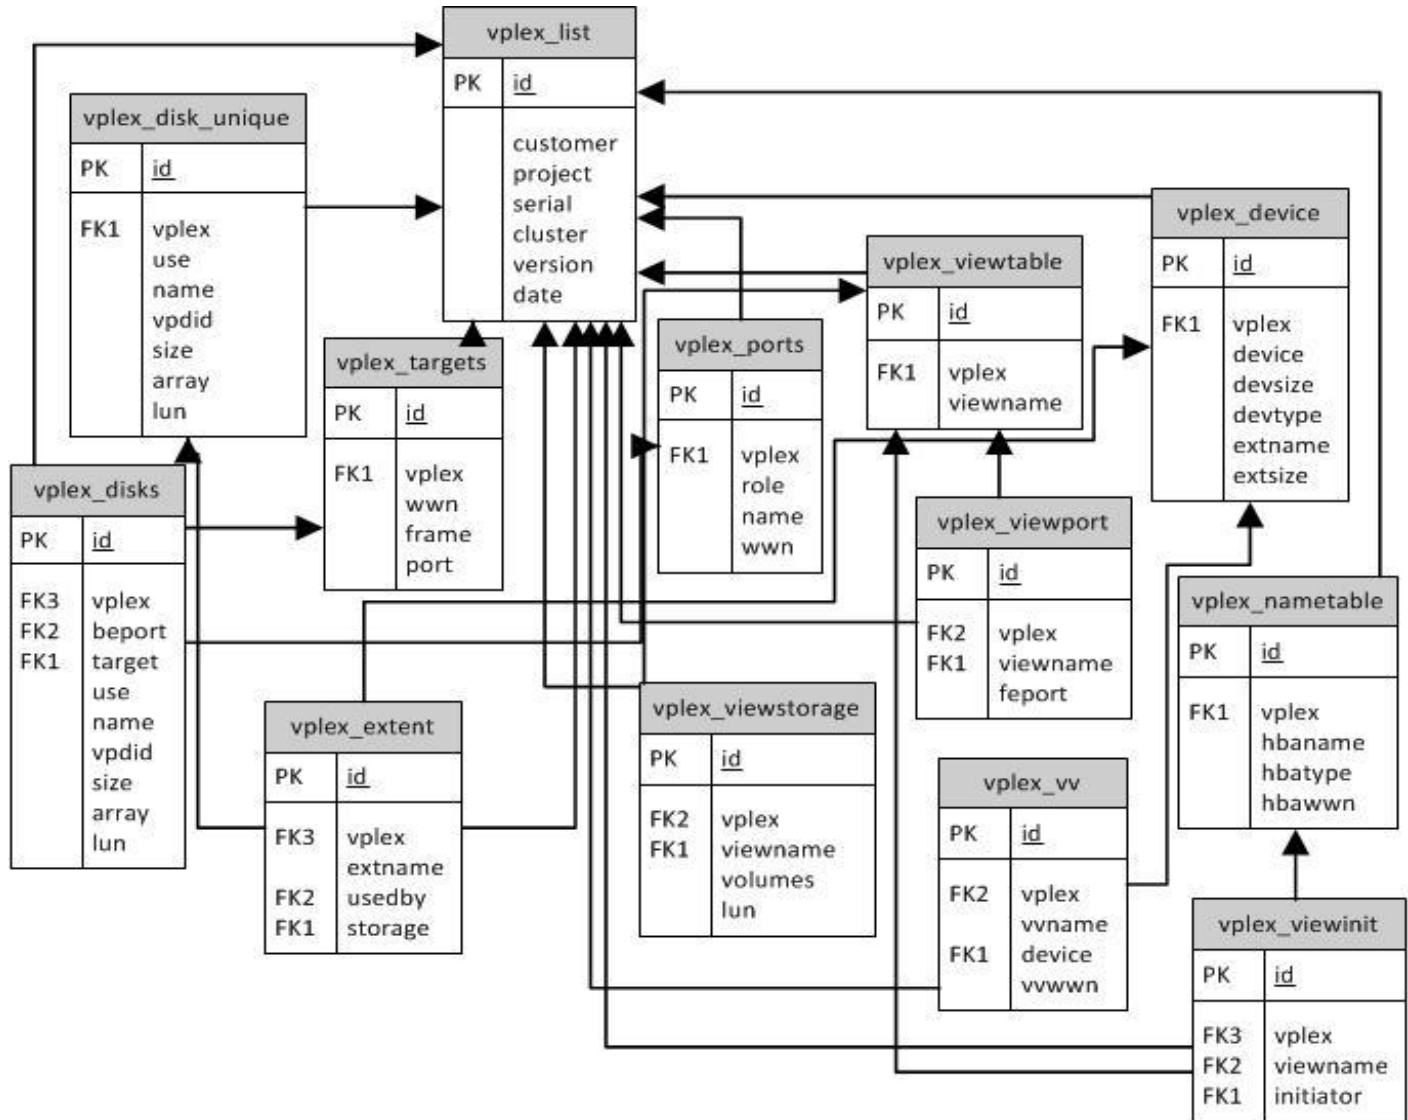 vplex_list
PK id
customer
project
serial
cluster
version
date
vplex_disk_unique
PK id
FK1 vplex
use
name
vpdid
size
array
lun
vplex_device
PK id
FK1 vplex
device
devsize
devtype
extname
extsize
vplex_viewtable
PK id
FK1 vplex
viewname
vplex_targets
PK id
FK1 vplex
wwn
frame
port
vplex_ports
PK id
FK1 vplex
role
name
wwn
vplex_disks
PK id
FK3 vplex
FK2 beport
FK1 target
use
name
vpdid
size
array
lun
vplex_viewport
PK id
FK2 vplex
FK1 viewname
feport
vplex_nametable
PK id
FK1 vplex
hbaname
hbatype
hbawwn
vplex_extent
PK id
FK3 vplex
extname
FK2 usedby
FK1 storage
vplex_viewstorage
PK id
FK2 vplex
FK1 viewname
volumes
lun
vplex_vv
PK id
FK2 vplex
vvname
FK1 device
vvwwn
vplex_viewinit
PK id
FK3 vplex
FK2 viewname
FK1 initiator